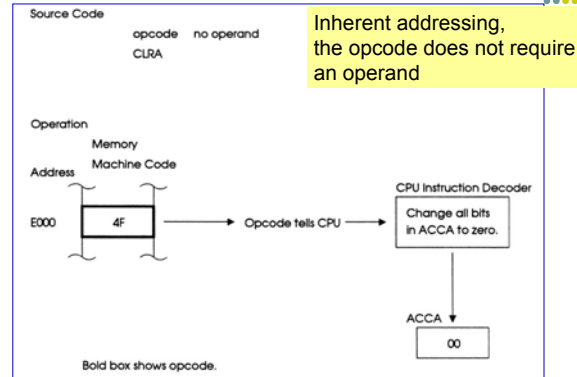 Source Code
opcode no operand
CLRA
Inherent addressing,
the opcode does not require
an operand
Operation
Memory
Machine Code
Address
E000 4F Opcode tells CPU
CPU Instruction Decoder
Change all bits
in ACCA to zero.
ACCA
00
Bold box shows opcode.